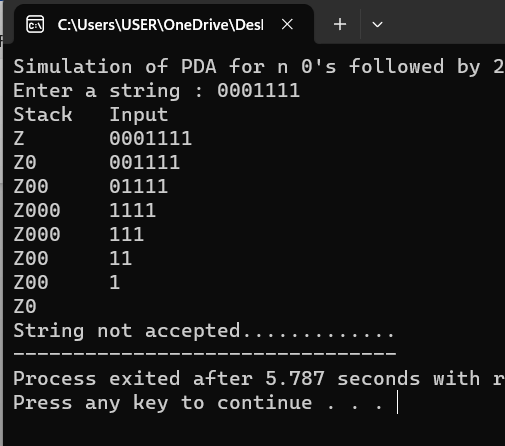 C:\Users\USER\OneDrive\Desl
Simulation of PDA for n 0's followed by 2
Enter a string : 0001111
Stack Input
Z 0001111
Z0 001111
Z00 01111
Z000 1111
Z000 111
Z00 11
Z00 1
Z0
String not accepted.............
--------------------------------
Process exited after 5.787 seconds with r
Press any key to continue . . .